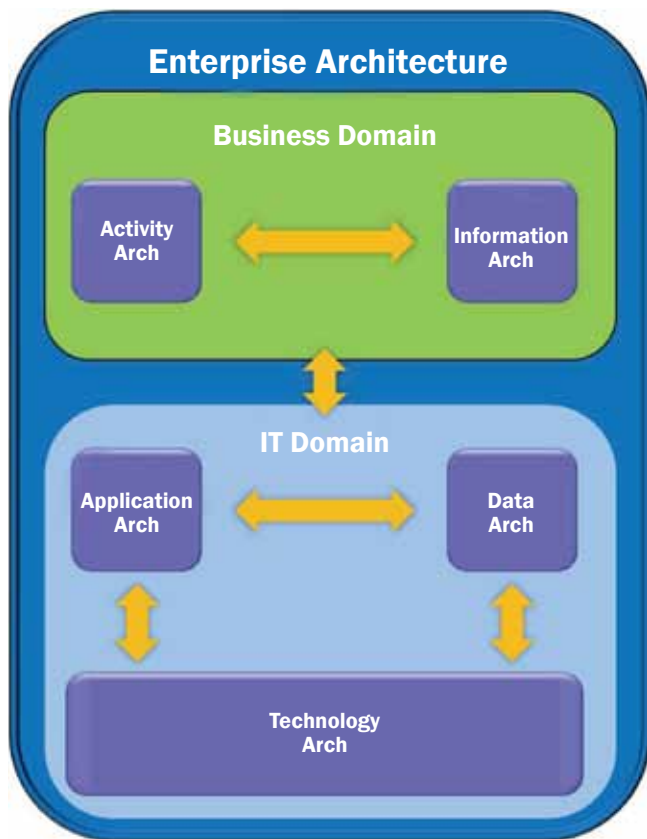 Enterprise Architecture
Business Domain
Activity
Arch
Information
Arch
IT Domain
Application
Arch
Data
Arch
Technology
Arch